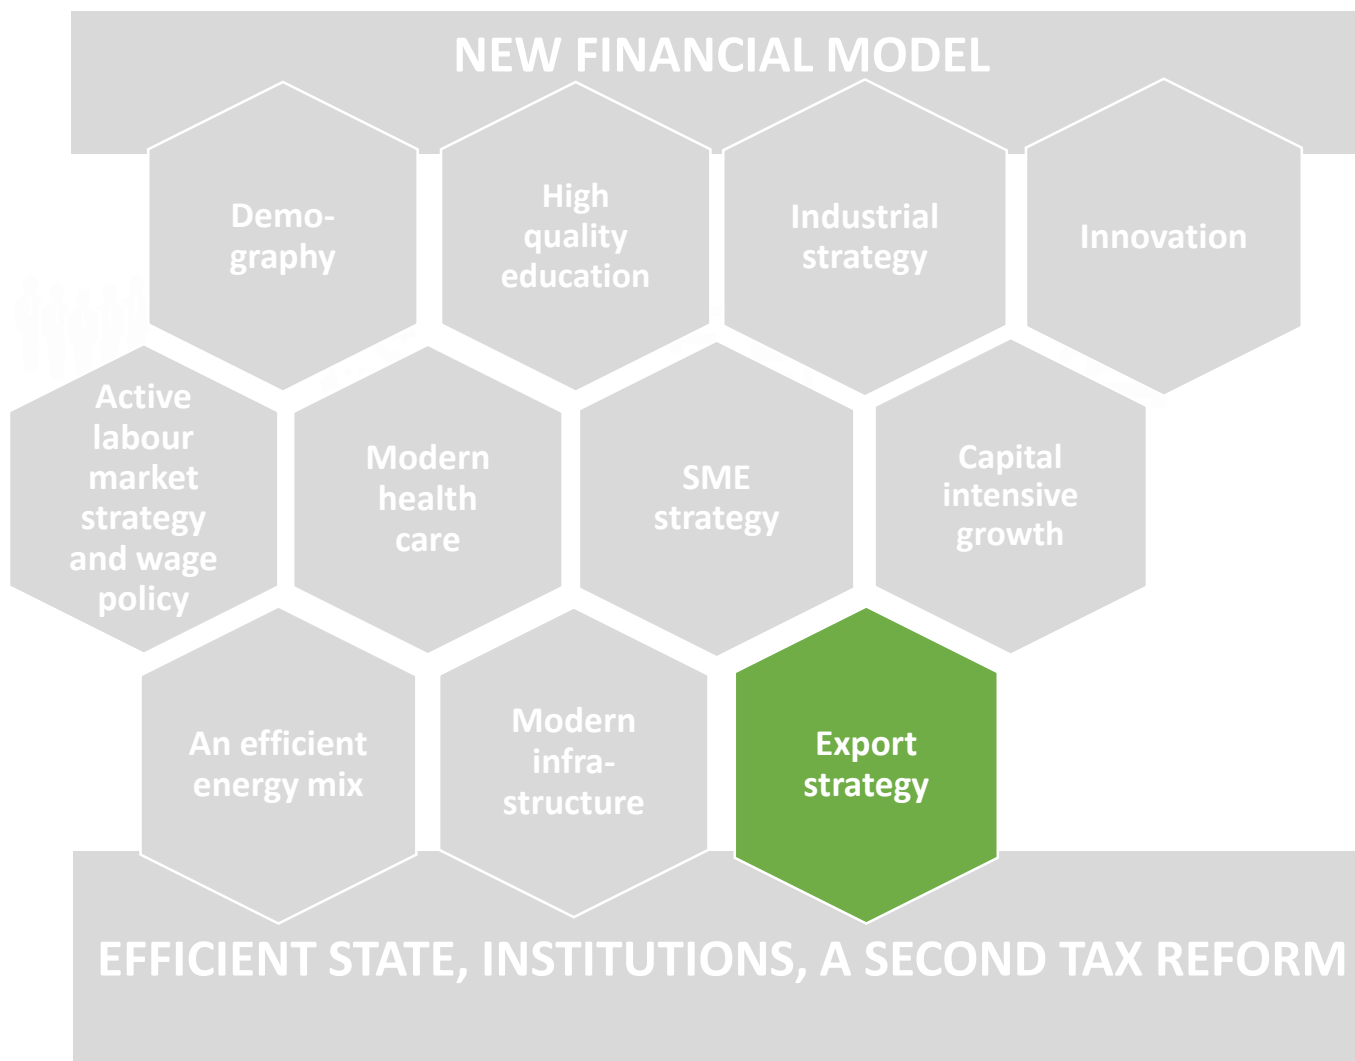 NEW FINANCIAL MODEL
Demo-
graphy
High
quality
education
Industrial
strategy
Innovation
Active
labour
market
strategy
and wage
policy
Modern
health
care
SME
strategy
Capital
intensive
growth
An efficient
energy mix
Modern
infra-
structure
Export
strategy
EFFICIENT STATE, INSTITUTIONS, A SECOND TAX REFORM